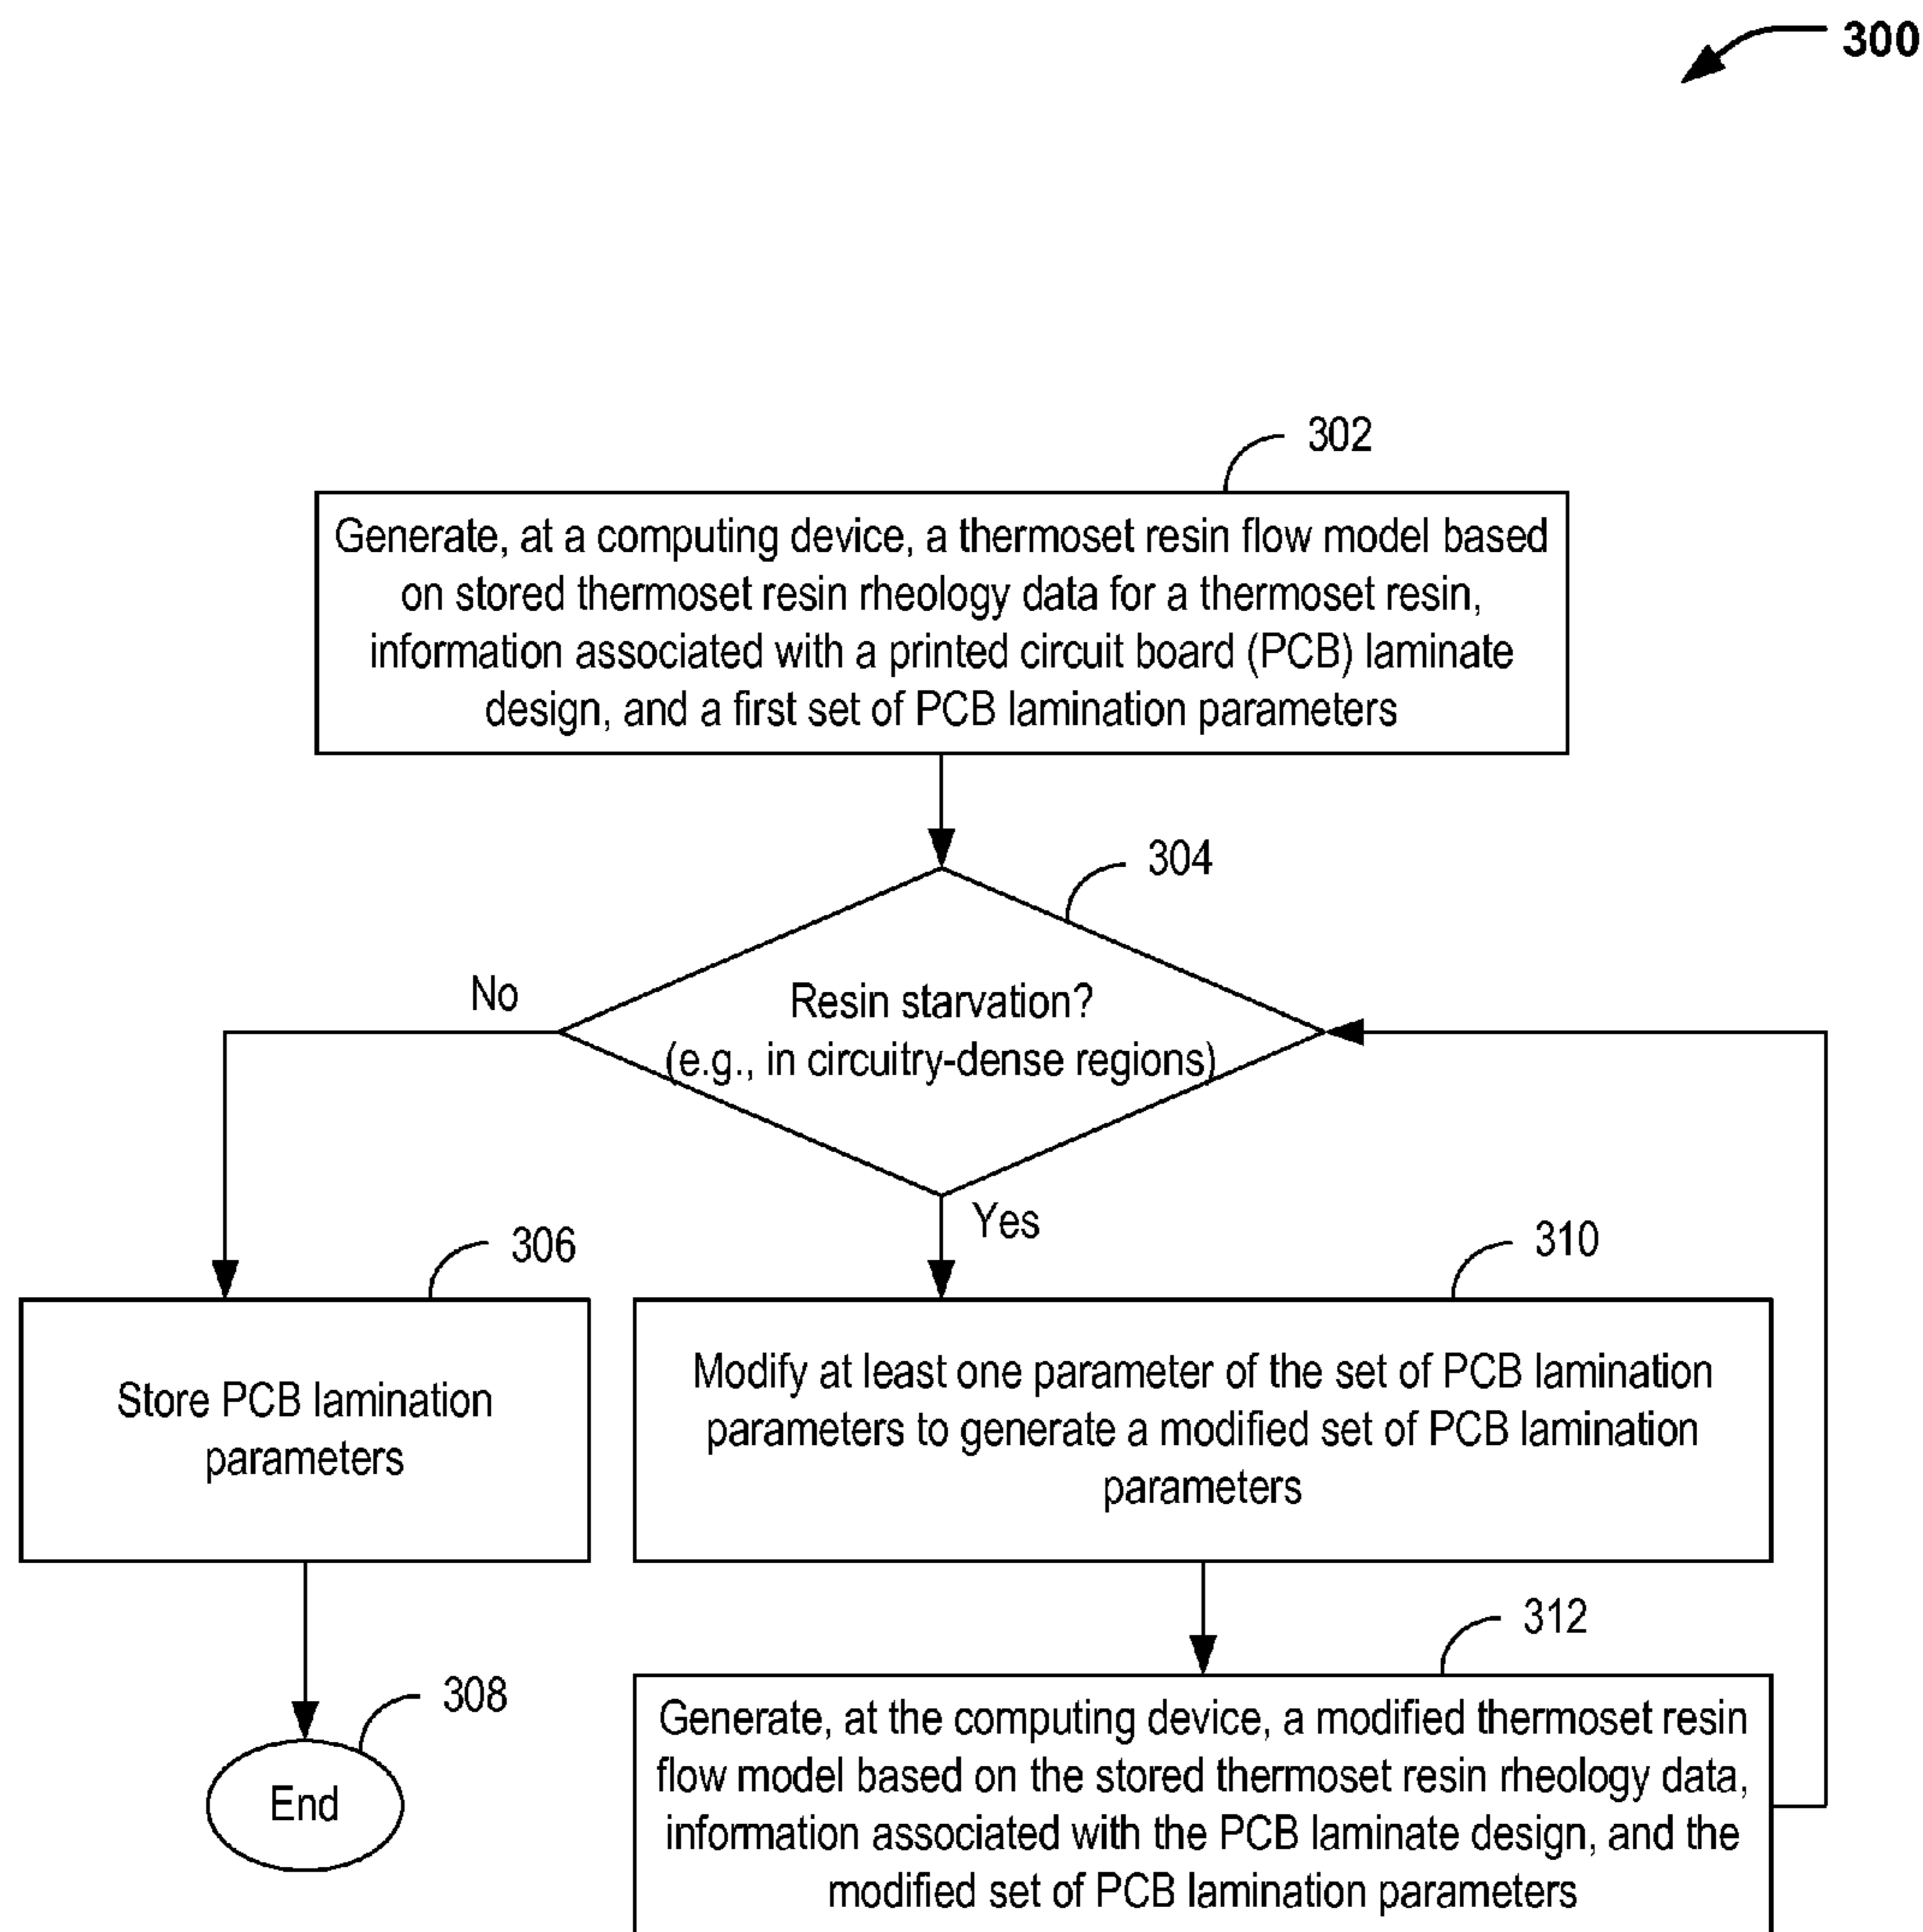 300
302
Generate, at a computing device, a thermoset resin flow model based
on stored thermoset resin rheology data for a thermoset resin,
information associated with a printed circuit board (PCB) laminate
design, and a first set of PCB lamination parameters
304
No
Resin starvation?
(e.g., in circuitry-dense regions)
Yes
306
310
Store PCB lamination
parameters
Modify at least one parameter of the set of PCB lamination
parameters to generate a modified set of PCB lamination
parameters
312
308
End
Generate, at the computing device, a modified thermoset resin
flow model based on the stored thermoset resin rheology data,
information associated with the PCB laminate design, and the
modified set of PCB lamination parameters